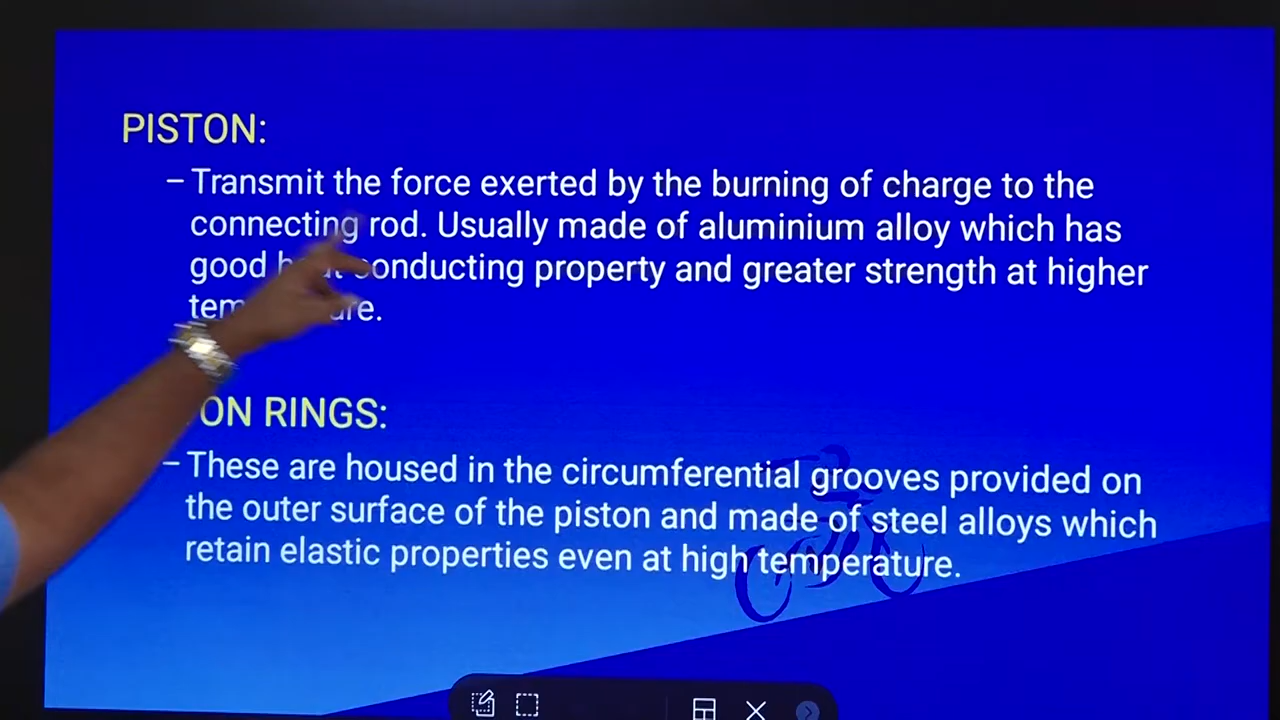 PISTON:
– Transmit the force exerted by the burning of charge to the
connecting rod. Usually made of aluminium alloy which has
good conducting property and greater strength at higher
ON RINGS:
– These are housed in the circumferential grooves provided on
the outer surface of the piston and made of steel alloys which
retain elastic properties even at high temperature.